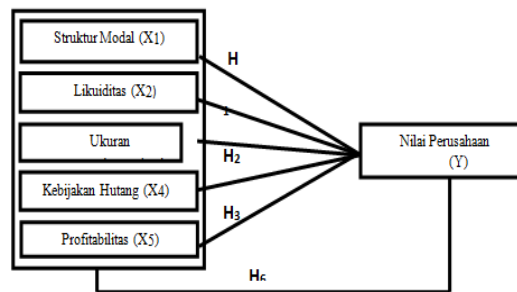 Struktur Modal (X1)
H
Likuiditas (X2)
1
Ukuran
H2
Nilai Perusahaan
(Y)
Kebijakan Hutang (X4)
H3
Profitabilitas (X5)
H6